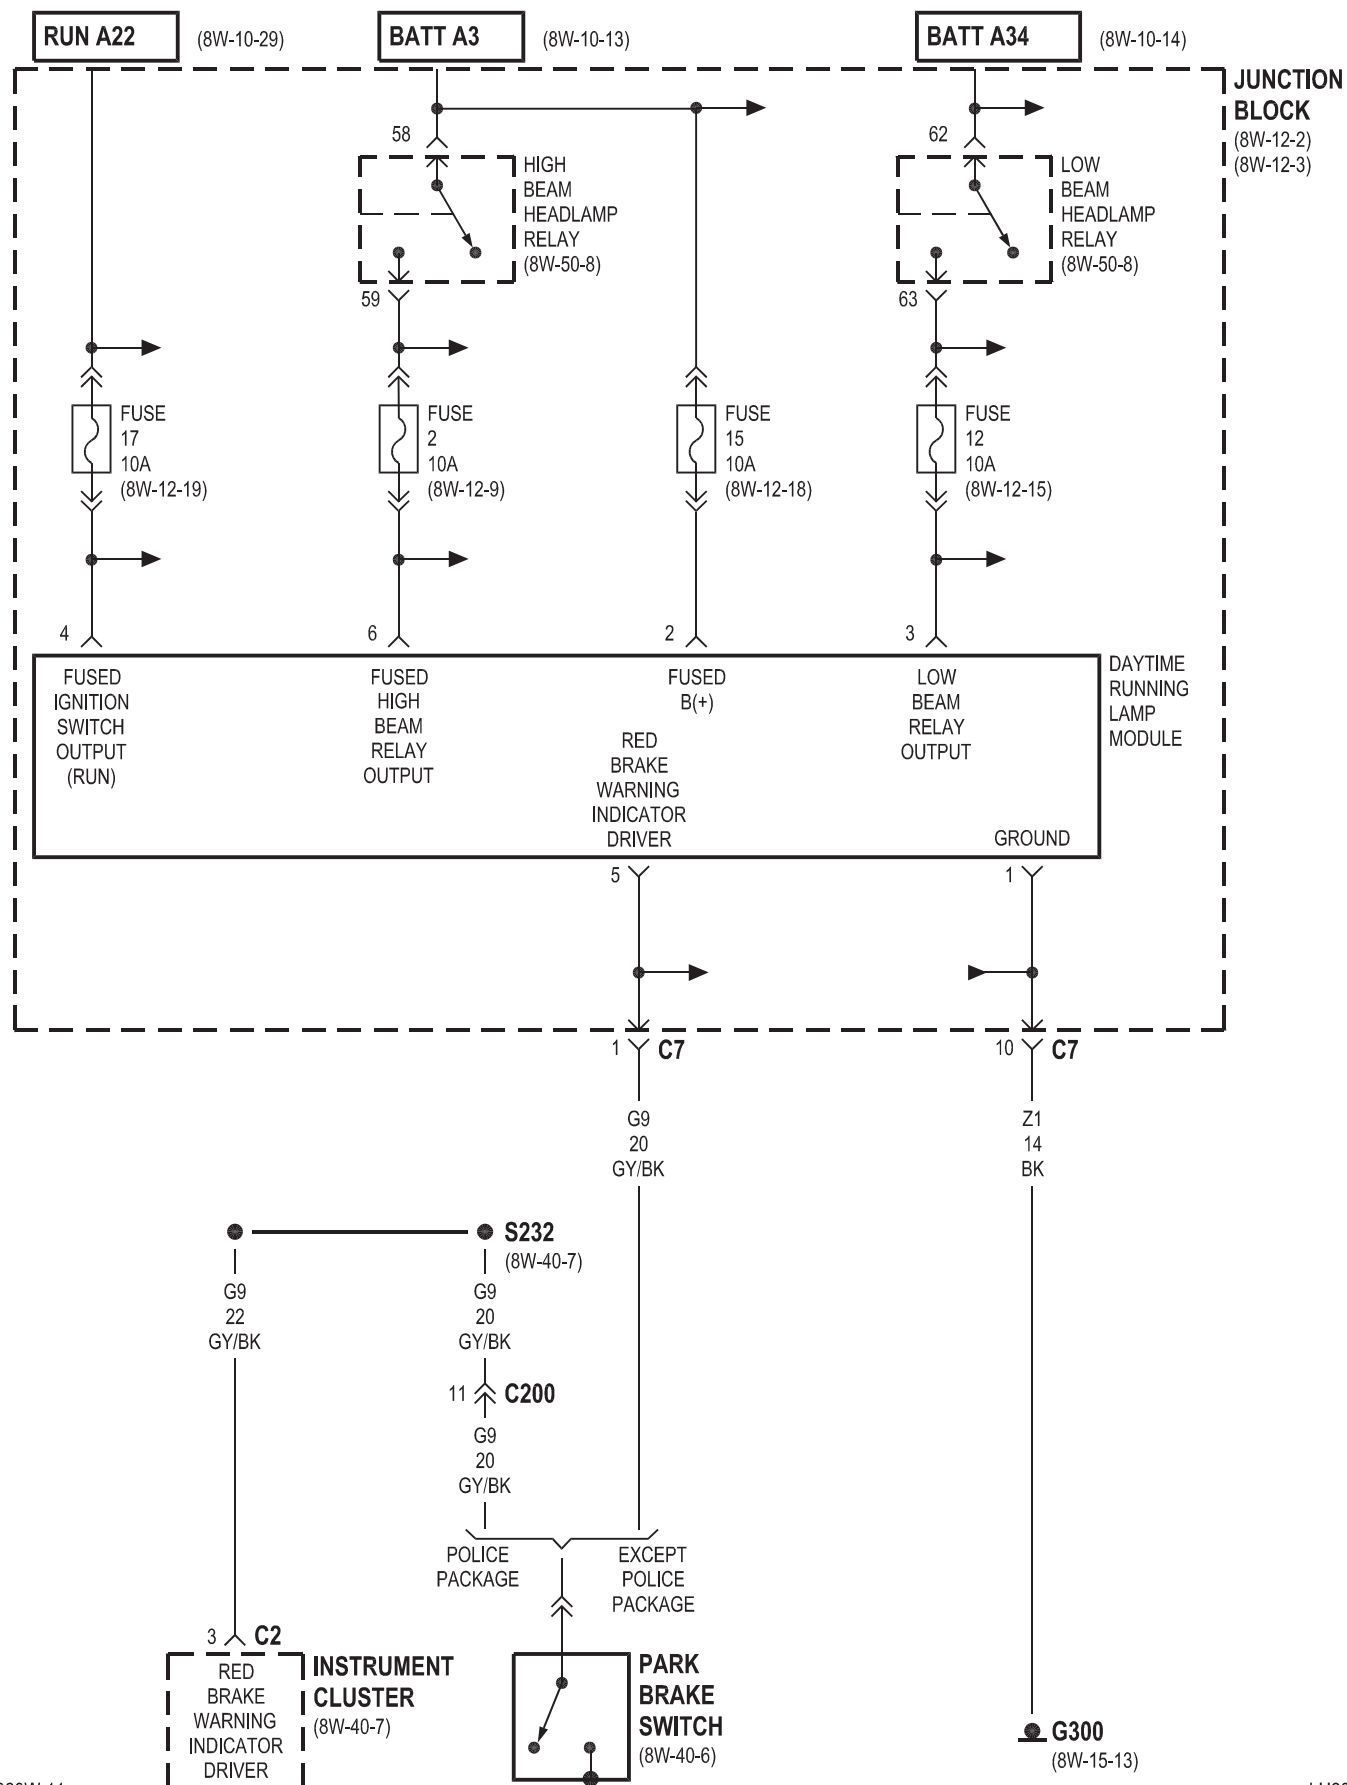 RUN A22
(8W-10-29)
BATT A3
(8W-10-13)
BATT A34
(8W-10-14)
JUNCTION
BLOCK
(8W-12-2)
(8W-12-3)
58
HIGH
BEAM
HEADLAMP
RELAY
(8W-50-8)
59
62
LOW
BEAM
HEADLAMP
RELAY
(8W-50-8)
63
FUSE
17
10A
(8W-12-19)
FUSE
2
10A
(8W-12-9)
FUSE
15
10A
(8W-12-18)
FUSE
12
10A
(8W-12-15)
4
6
2
3
FUSED
IGNITION
SWITCH
OUTPUT
(RUN)
FUSED
HIGH
BEAM
RELAY
OUTPUT
FUSED
B(+)
RED
BRAKE
WARNING
INDICATOR
DRIVER
LOW
BEAM
RELAY
OUTPUT
GROUND
DAYTIME
RUNNING
LAMP
MODULE
5
1
1
C7
10
C7
G9
20
GY/BK
Z1
14
BK
S232
(8W-40-7)
G9
22
GY/BK
G9
20
GY/BK
11
C200
G9
20
GY/BK
POLICE
PACKAGE
EXCEPT
POLICE
PACKAGE
3
C2
RED
BRAKE
WARNING
INDICATOR
DRIVER
INSTRUMENT
CLUSTER
(8W-40-7)
PARK
BRAKE
SWITCH
(8W-40-6)
G300
(8W-15-13)